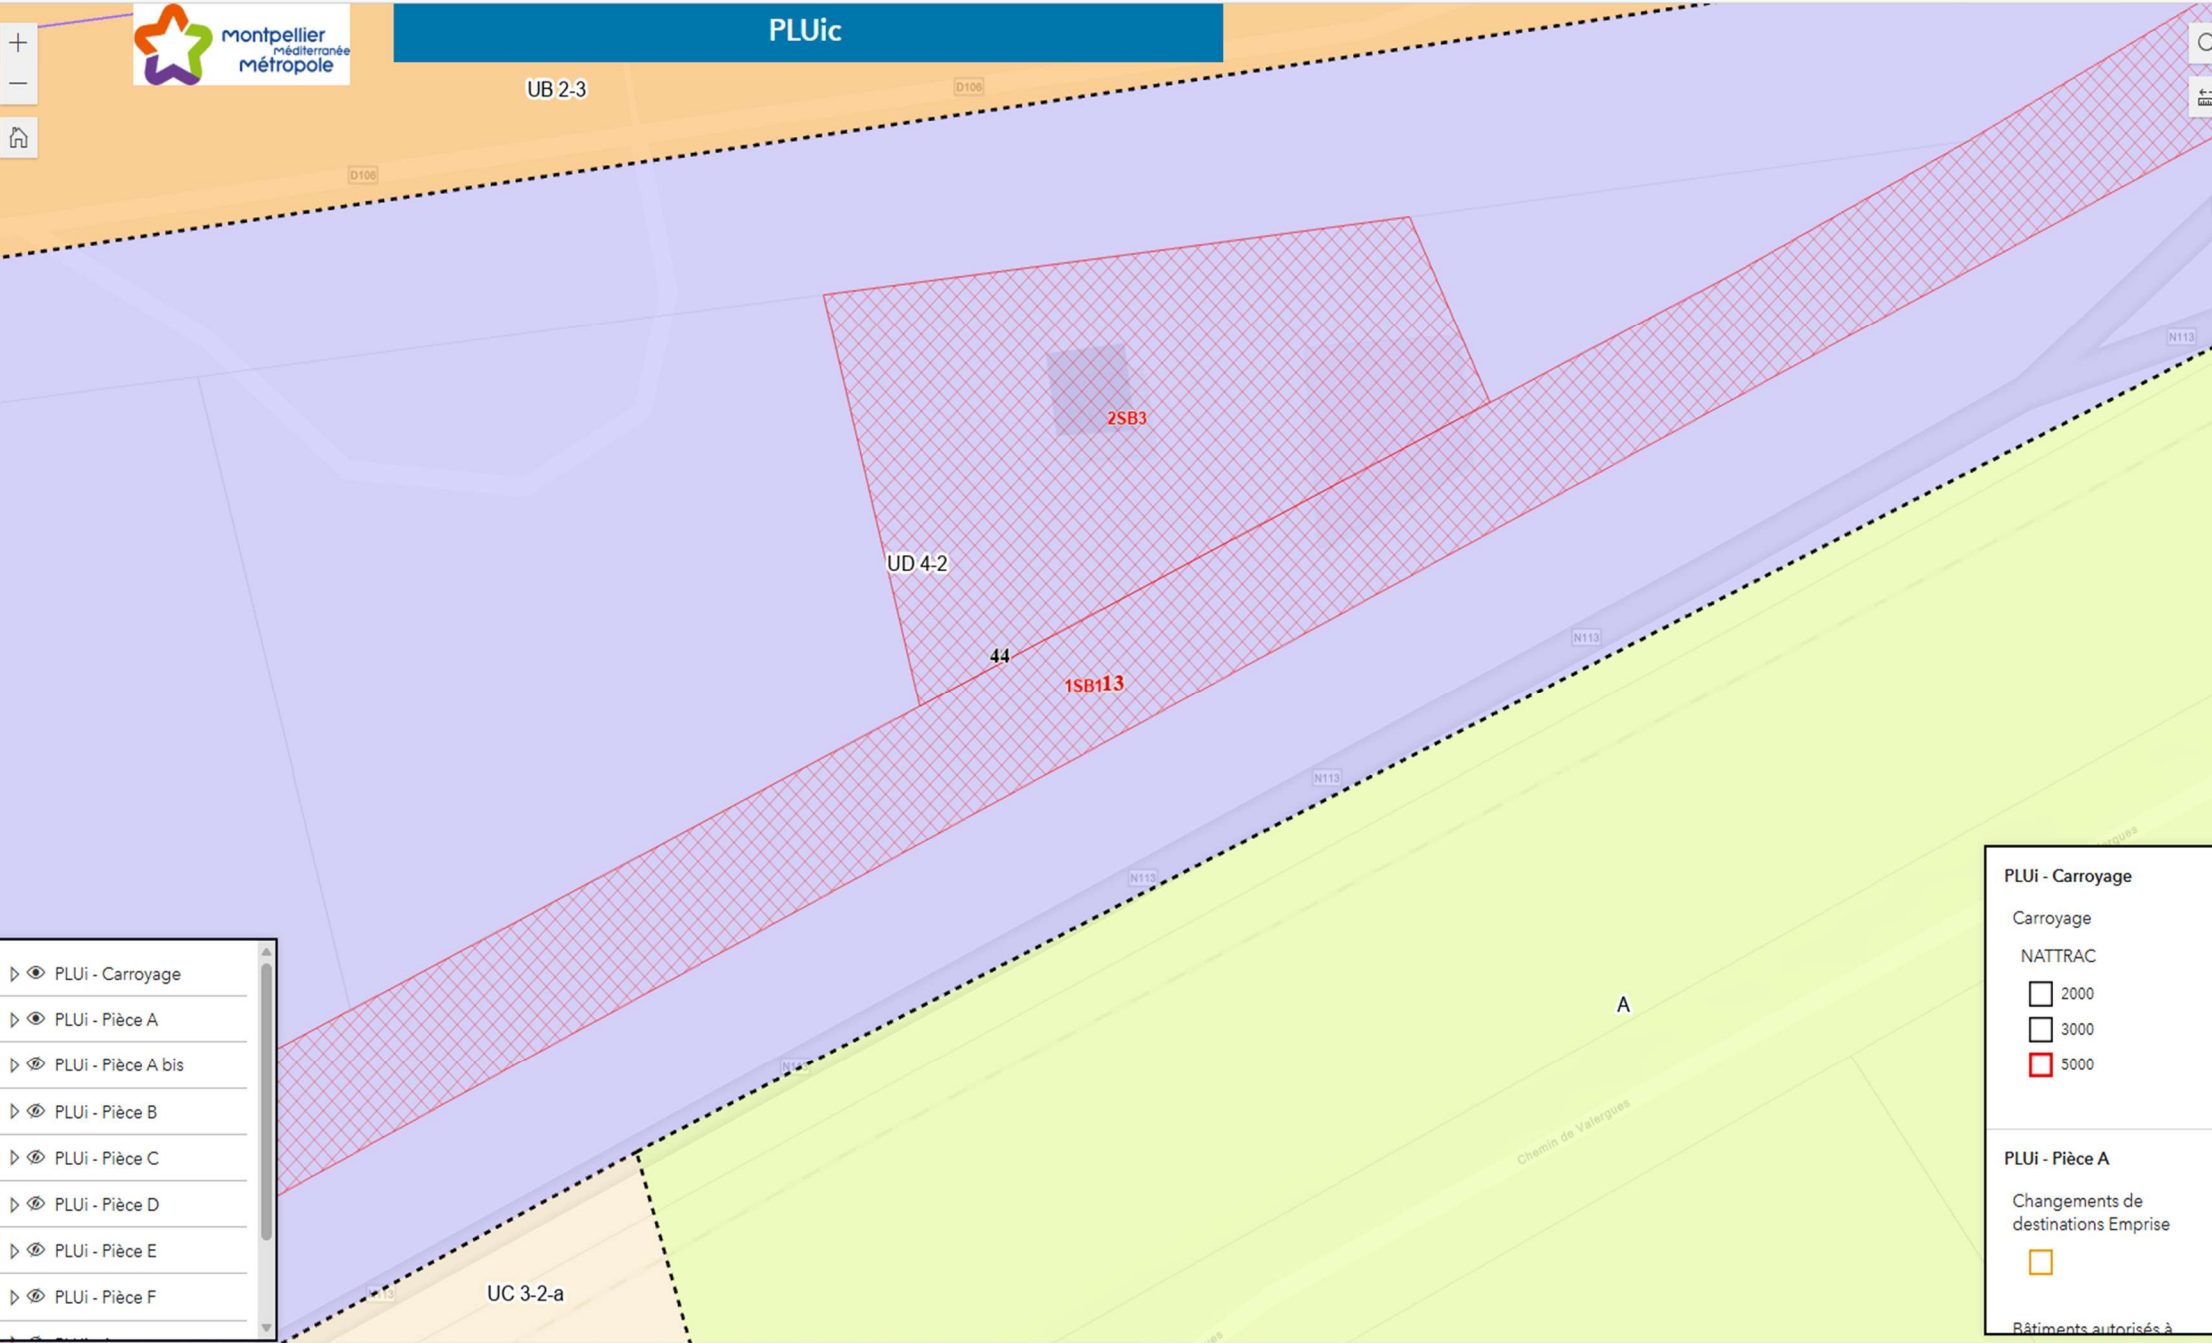 +
−
montpellier
méditerranée
métropole
PLUic
UB 2-3
D106
D106
N113
2SB3
UD 4-2
44
1SB113
N113
N113
N113
A
Chemin de Valergues
UC 3-2-a
N113
PLUi - Carroyage
PLUi - Pièce A
PLUi - Pièce A bis
PLUi - Pièce B
PLUi - Pièce C
PLUi - Pièce D
PLUi - Pièce E
PLUi - Pièce F
PLUi - Carroyage
Carroyage
NATTRAC
2000
3000
5000
PLUi - Pièce A
Changements de
destinations Emprise
Bâtiments autorisés à